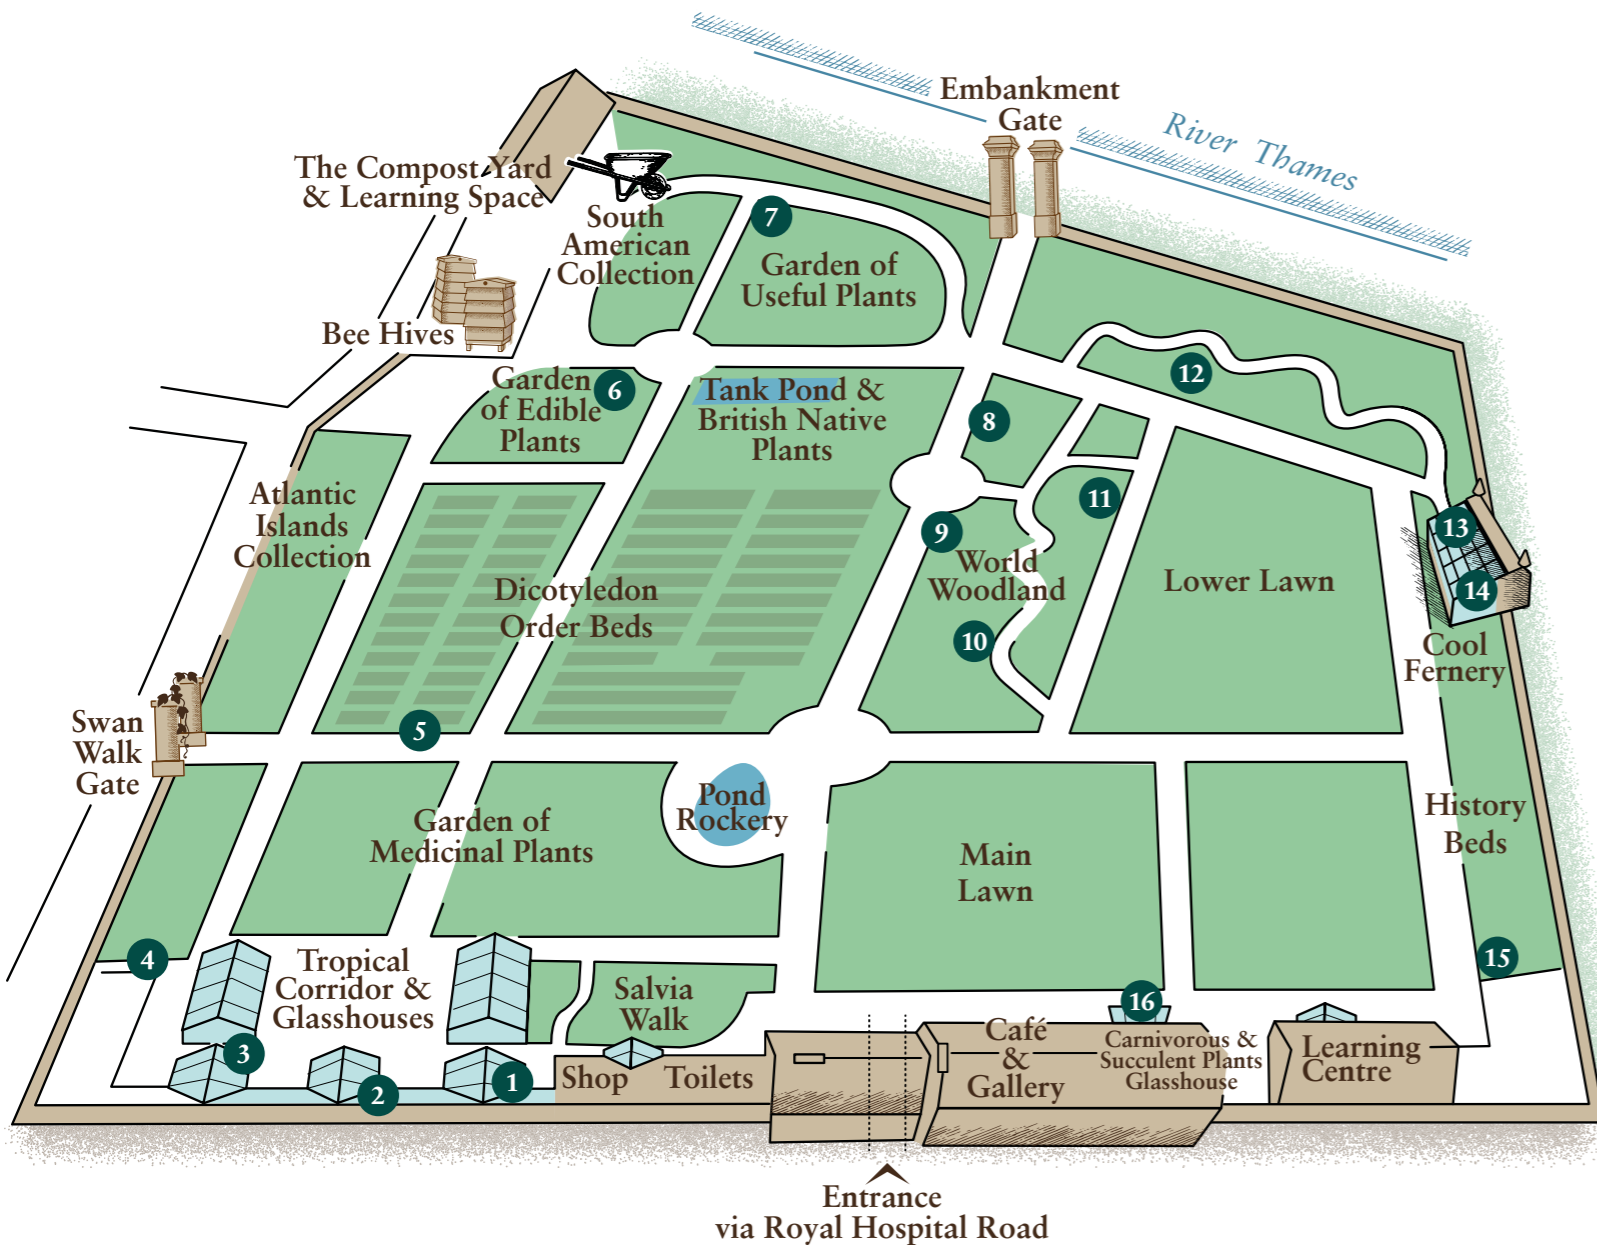 Embankment
Gate
River Thames
The Compost Yard
& Learning Space
South
American
Collection
7
Garden of
Useful Plants
Bee Hives
Garden
of Edible
Plants
6
Tank Pond &
British Native
Plants
8
12
Atlantic
Islands
Collection
9
11
World
Woodland
10
Dicotyledon
Order Beds
Lower Lawn
13
14
Cool
Fernery
Swan
Walk
Gate
5
Pond
Rockery
Garden of
Medicinal Plants
Main
Lawn
History
Beds
4
15
Tropical
Corridor &
Glasshouses
Salvia
Walk
16
3
2
1
Shop
Toilets
Café
&
Gallery
Carnivorous &
Succulent Plants
Glasshouse
Learning
Centre
Entrance
via Royal Hospital Road